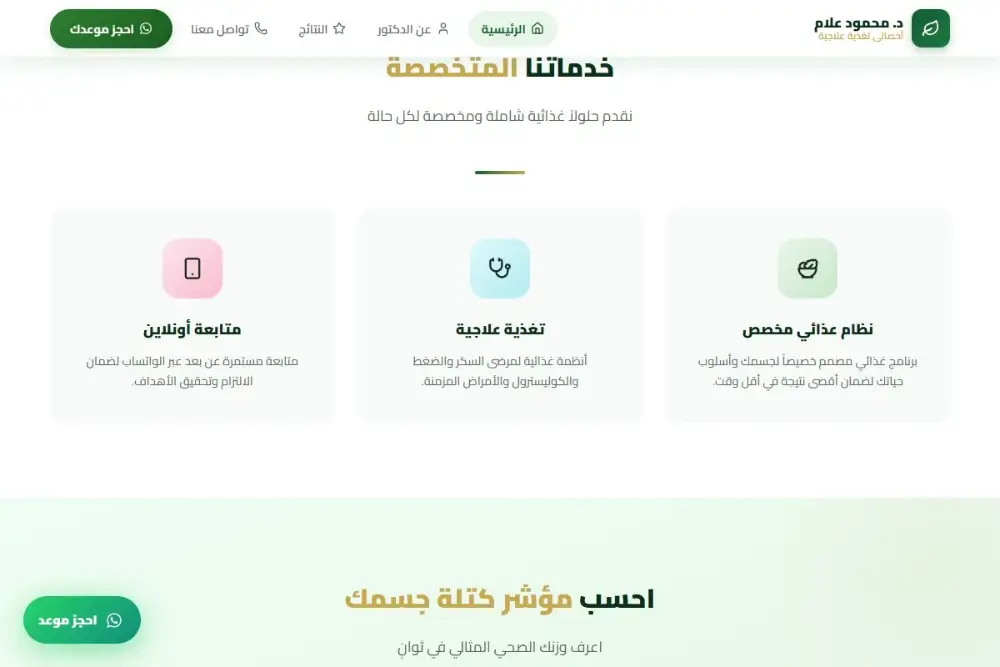 د. محمود علام
أخصائي تغذية علاجية
الرئيسية
عن الدكتور
النتائج
تواصل معنا
احجز موعدك
خدماتنا المتخصصة
نقدم حلولاً غذائية شاملة ومخصصة لكل حالة
نظام غذائي مخصص
برنامج غذائي مصمم خصيصاً لجسمك وأسلوب
حياتك لضمان أقصى نتيجة في أقل وقت.
تغذية علاجية
أنظمة غذائية لمرضى السكر والضغط
والكوليسترول والأمراض المزمنة.
متابعة أونلاين
متابعة مستمرة عن بعد عبر الواتساب لضمان
الالتزام وتحقيق الأهداف.
احسب مؤشر كتلة جسمك
اعرف وزنك الصحي المثالي في ثوانٍ
احجز موعد